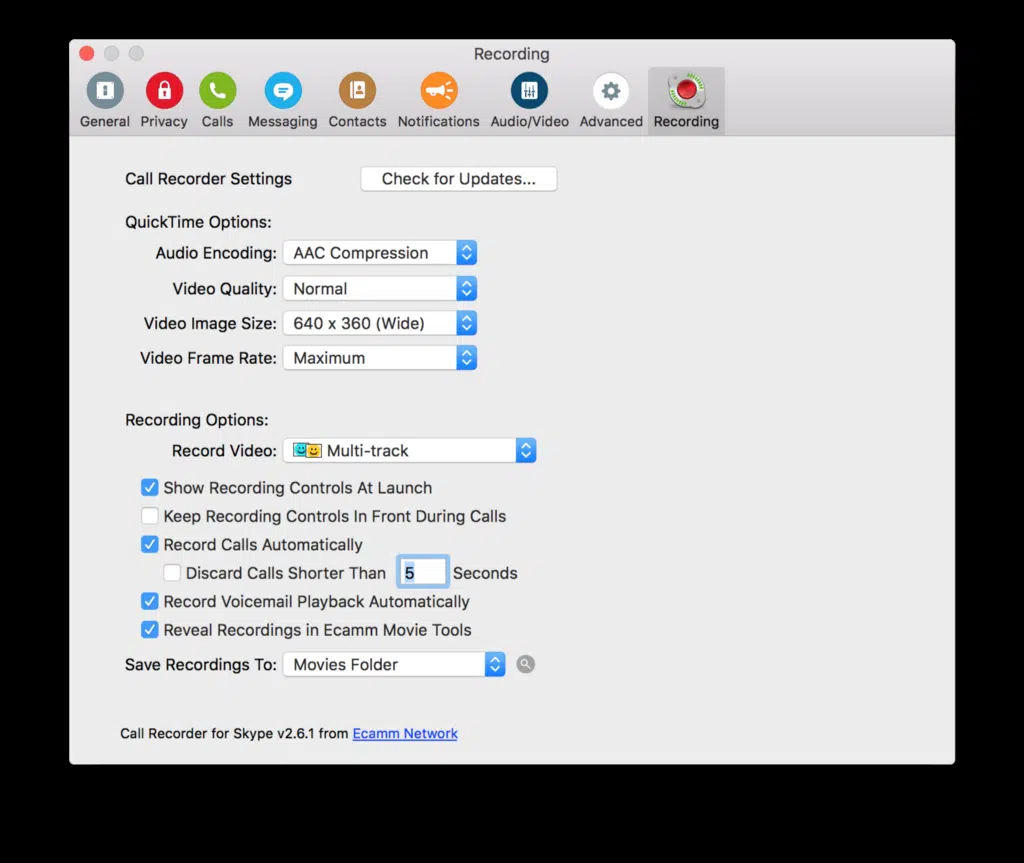 Recording
General Privacy Calls Messaging Contacts Notifications Audio/Video Advanced Recording
Call Recorder Settings Check for Updates...
QuickTime Options:
Audio Encoding: AAC Compression
Video Quality: Normal
Video Image Size: 640 x 360 (Wide)
Video Frame Rate: Maximum
Recording Options:
Record Video: Multi-track
Show Recording Controls At Launch
Keep Recording Controls In Front During Calls
Record Calls Automatically
Discard Calls Shorter Than 5 Seconds
Record Voicemail Playback Automatically
Reveal Recordings in Ecamm Movie Tools
Save Recordings To: Movies Folder
Call Recorder for Skype v2.6.1 from Ecamm Network